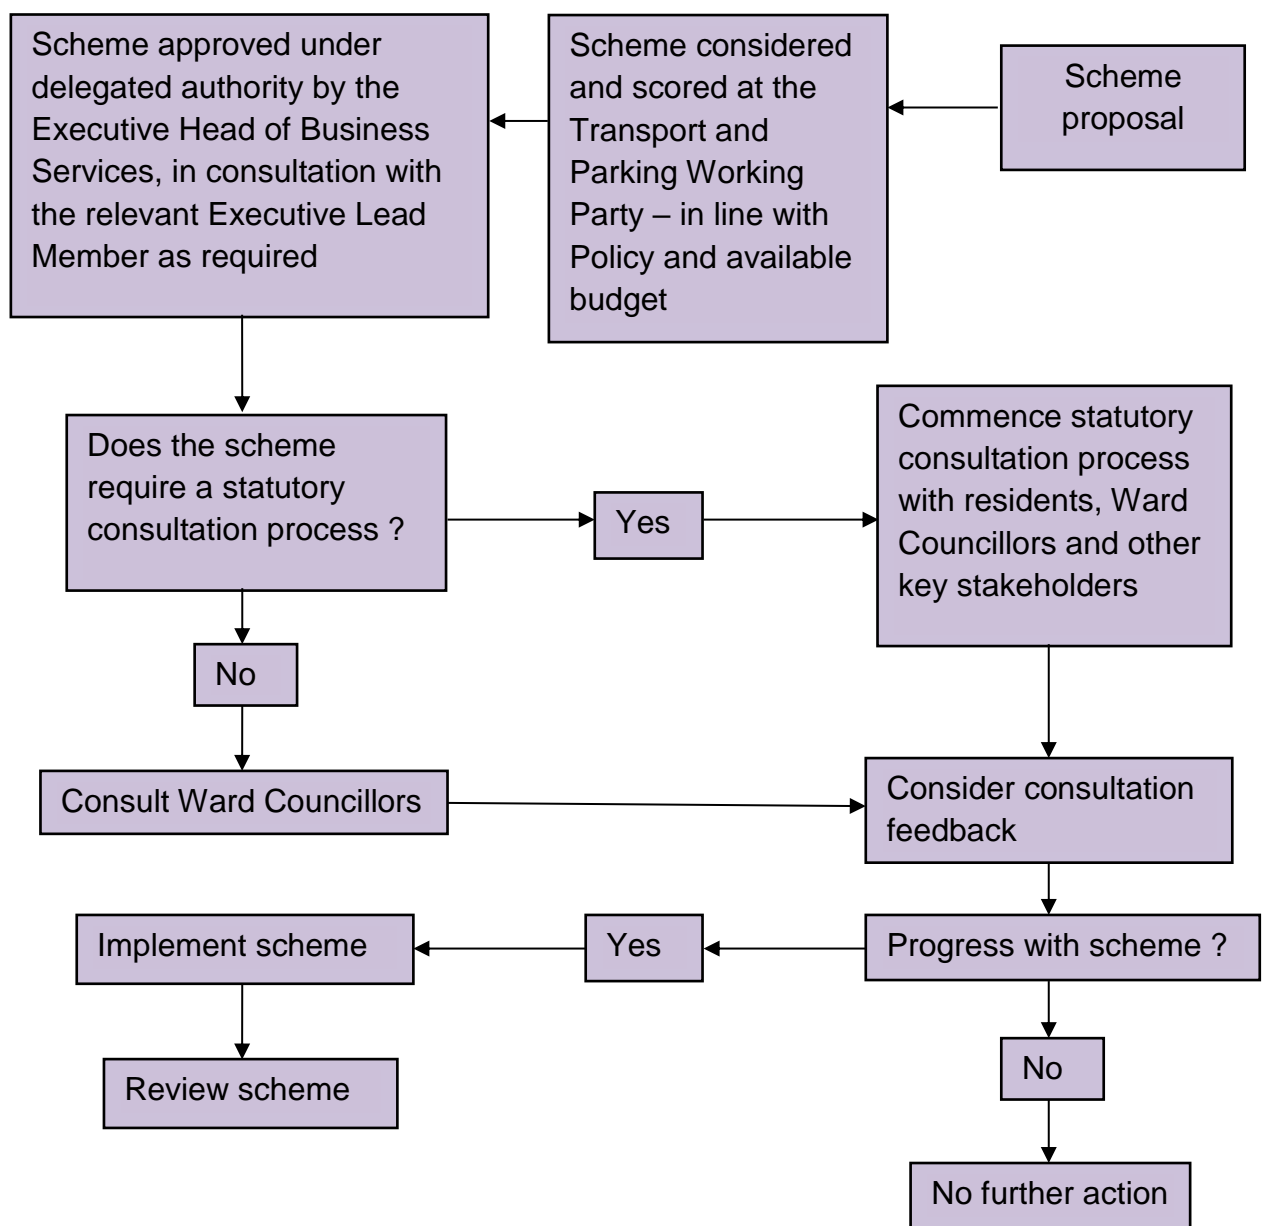 Scheme approved under
delegated authority by the
Executive Head of Business
Services, in consultation with
the relevant Executive Lead
Member as required
Scheme considered
and scored at the
Transport and
Parking Working
Party – in line with
Policy and available
budget
Scheme
proposal
Does the scheme
require a statutory
consultation process ?
Yes
Commence statutory
consultation process
with residents, Ward
Councillors and other
key stakeholders
No
Consult Ward Councillors
Consider consultation
feedback
Implement scheme
Yes
Progress with scheme ?
Review scheme
No
No further action